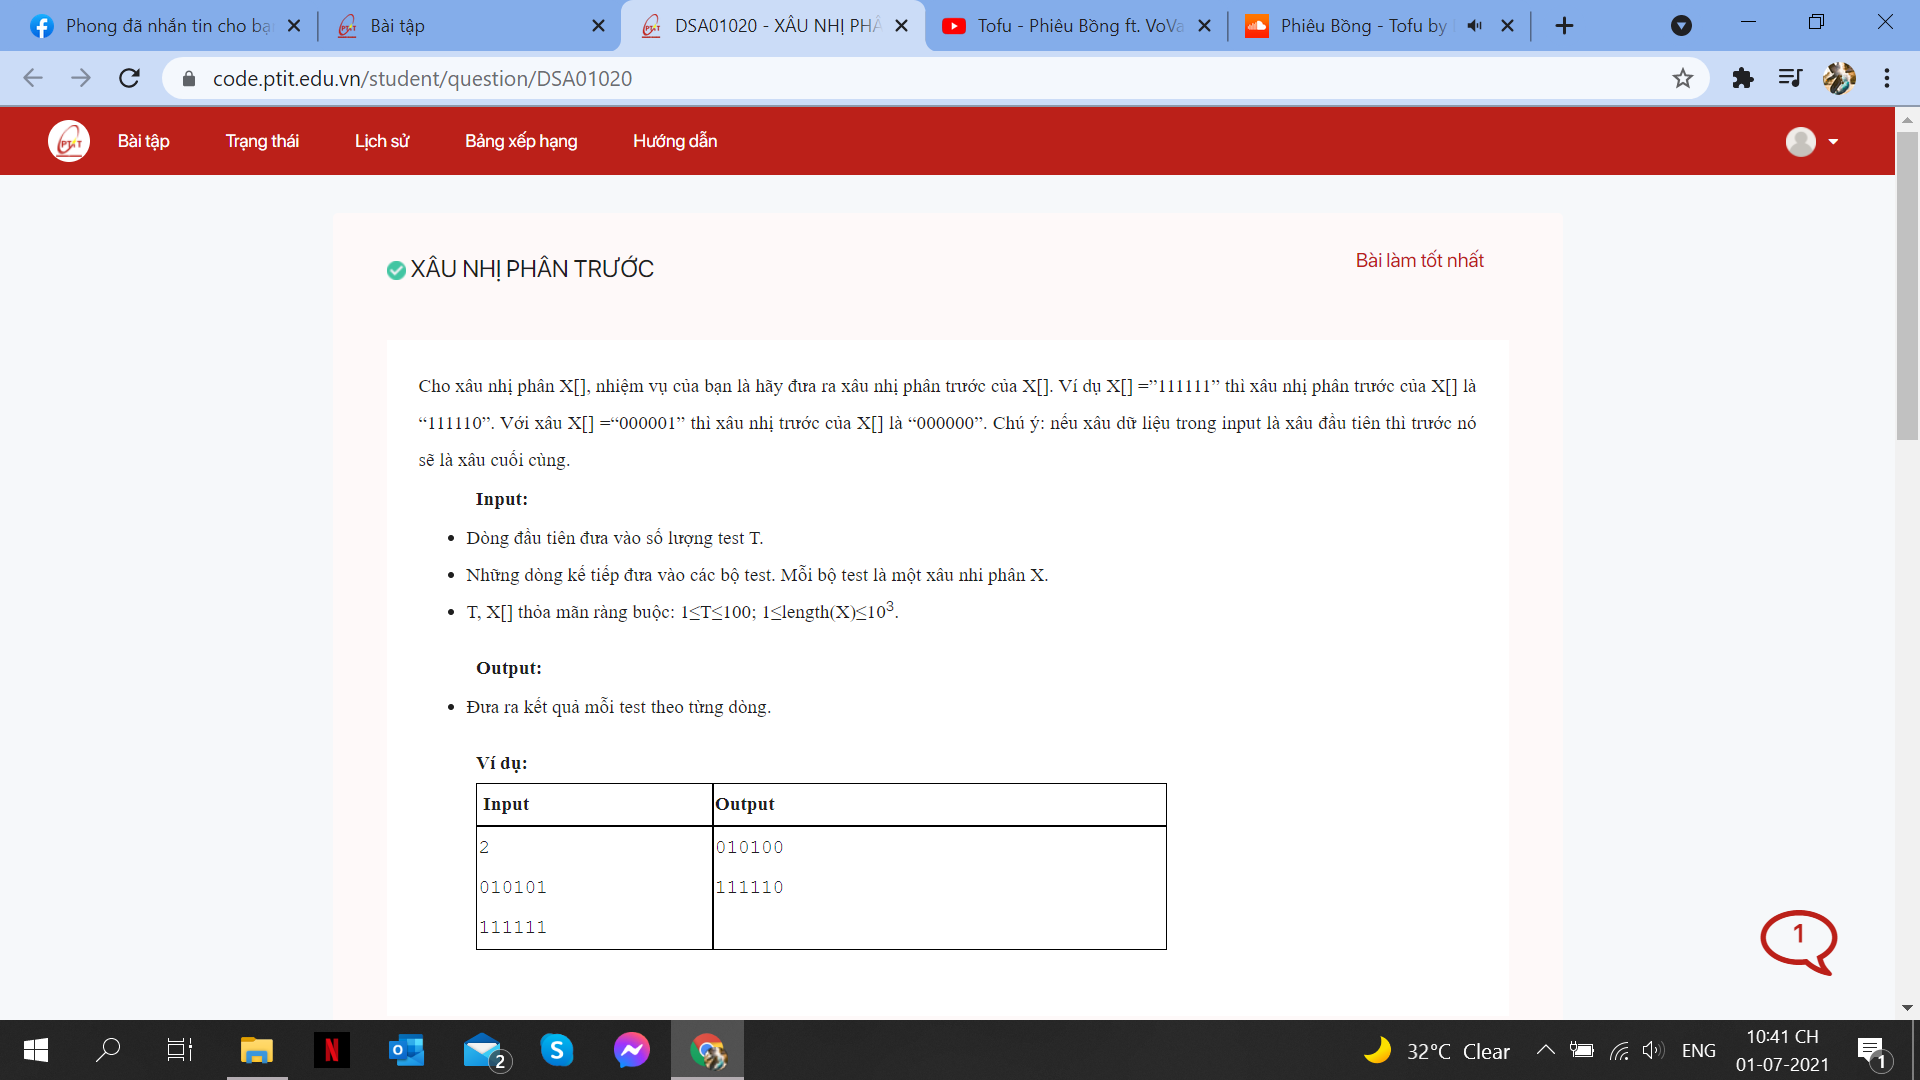 Phong đã nhắn tin cho bạ
Bài tập
DSA01020 - XÂU NHỊ PHÂ
Tofu - Phiêu Bồng ft. VoVa
Phiêu Bồng - Tofu by
code.ptit.edu.vn/student/question/DSA01020
PTIT
Bài tập
Trạng thái
Lịch sử
Bảng xếp hạng
Hướng dẫn
XÂU NHỊ PHÂN TRƯỚC
Bài làm tốt nhất
Cho xâu nhị phân X[], nhiệm vụ của bạn là hãy đưa ra xâu nhị phân trước của X[]. Ví dụ X[] =”111111” thì xâu nhị phân trước của X[] là
“111110”. Với xâu X[] =“000001” thì xâu nhị trước của X[] là “000000”. Chú ý: nếu xâu dữ liệu trong input là xâu đầu tiên thì trước nó
sẽ là xâu cuối cùng.
Input:
• Dòng đầu tiên đưa vào số lượng test T.
• Những dòng kế tiếp đưa vào các bộ test. Mỗi bộ test là một xâu nhi phân X.
• T, X[] thỏa mãn ràng buộc: 1≤T≤100; 1≤length(X)≤10³.
Output:
• Đưa ra kết quả mỗi test theo từng dòng.
Ví dụ:
Input
Output
2
010101
111111
010100
111110
1
2
32°C Clear
ENG
10:41 CH
01-07-2021
1